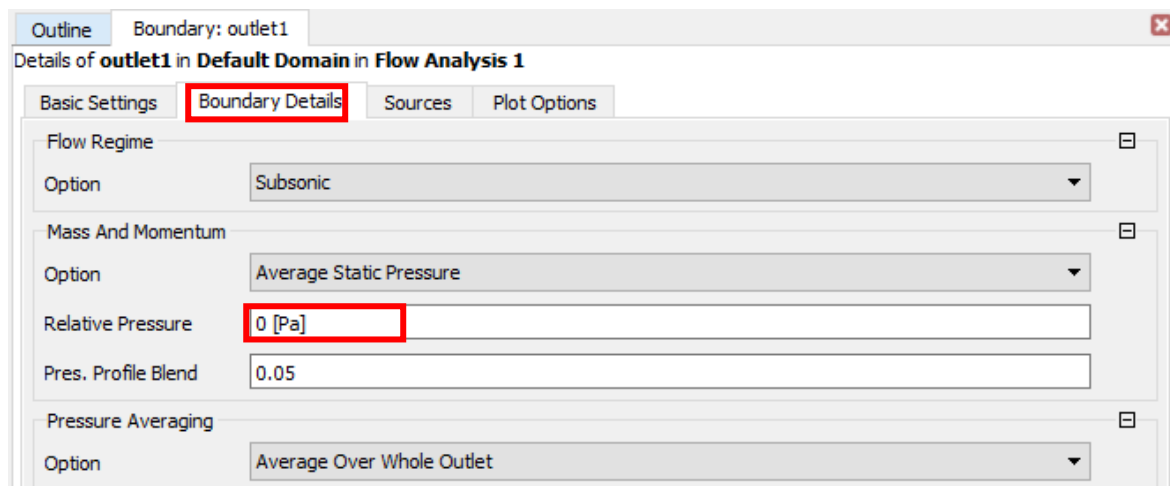 Outline Boundary: outlet1
Details of outlet1 in Default Domain in Flow Analysis 1
Basic Settings Boundary Details Sources Plot Options
Flow Regime
Option Subsonic
Mass And Momentum
Option Average Static Pressure
Relative Pressure 0 [Pa]
Pres. Profile Blend 0.05
Pressure Averaging
Option Average Over Whole Outlet